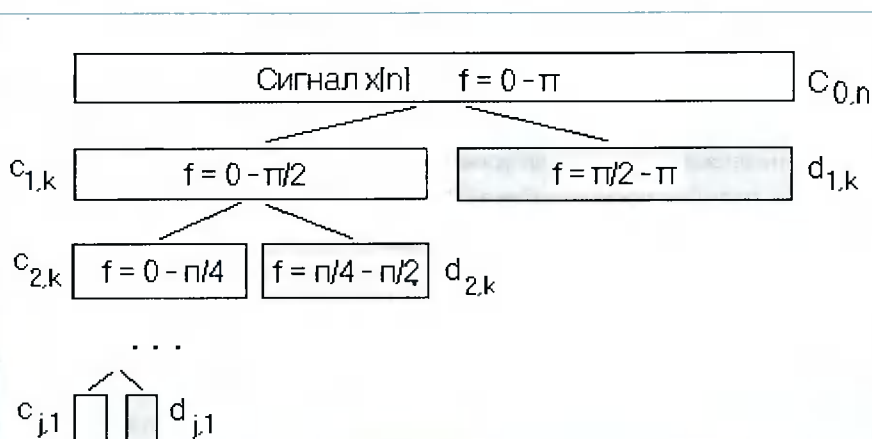 Сигнал x[n] f = 0 - π C₀,ₙ
c₁,ₖ f = 0 - π/2 f = π/2 - π d₁,ₖ
c₂,ₖ f = 0 - π/4 f = π/4 - π/2 d₂,ₖ
. . .
cⱼ,₁ dⱼ,₁